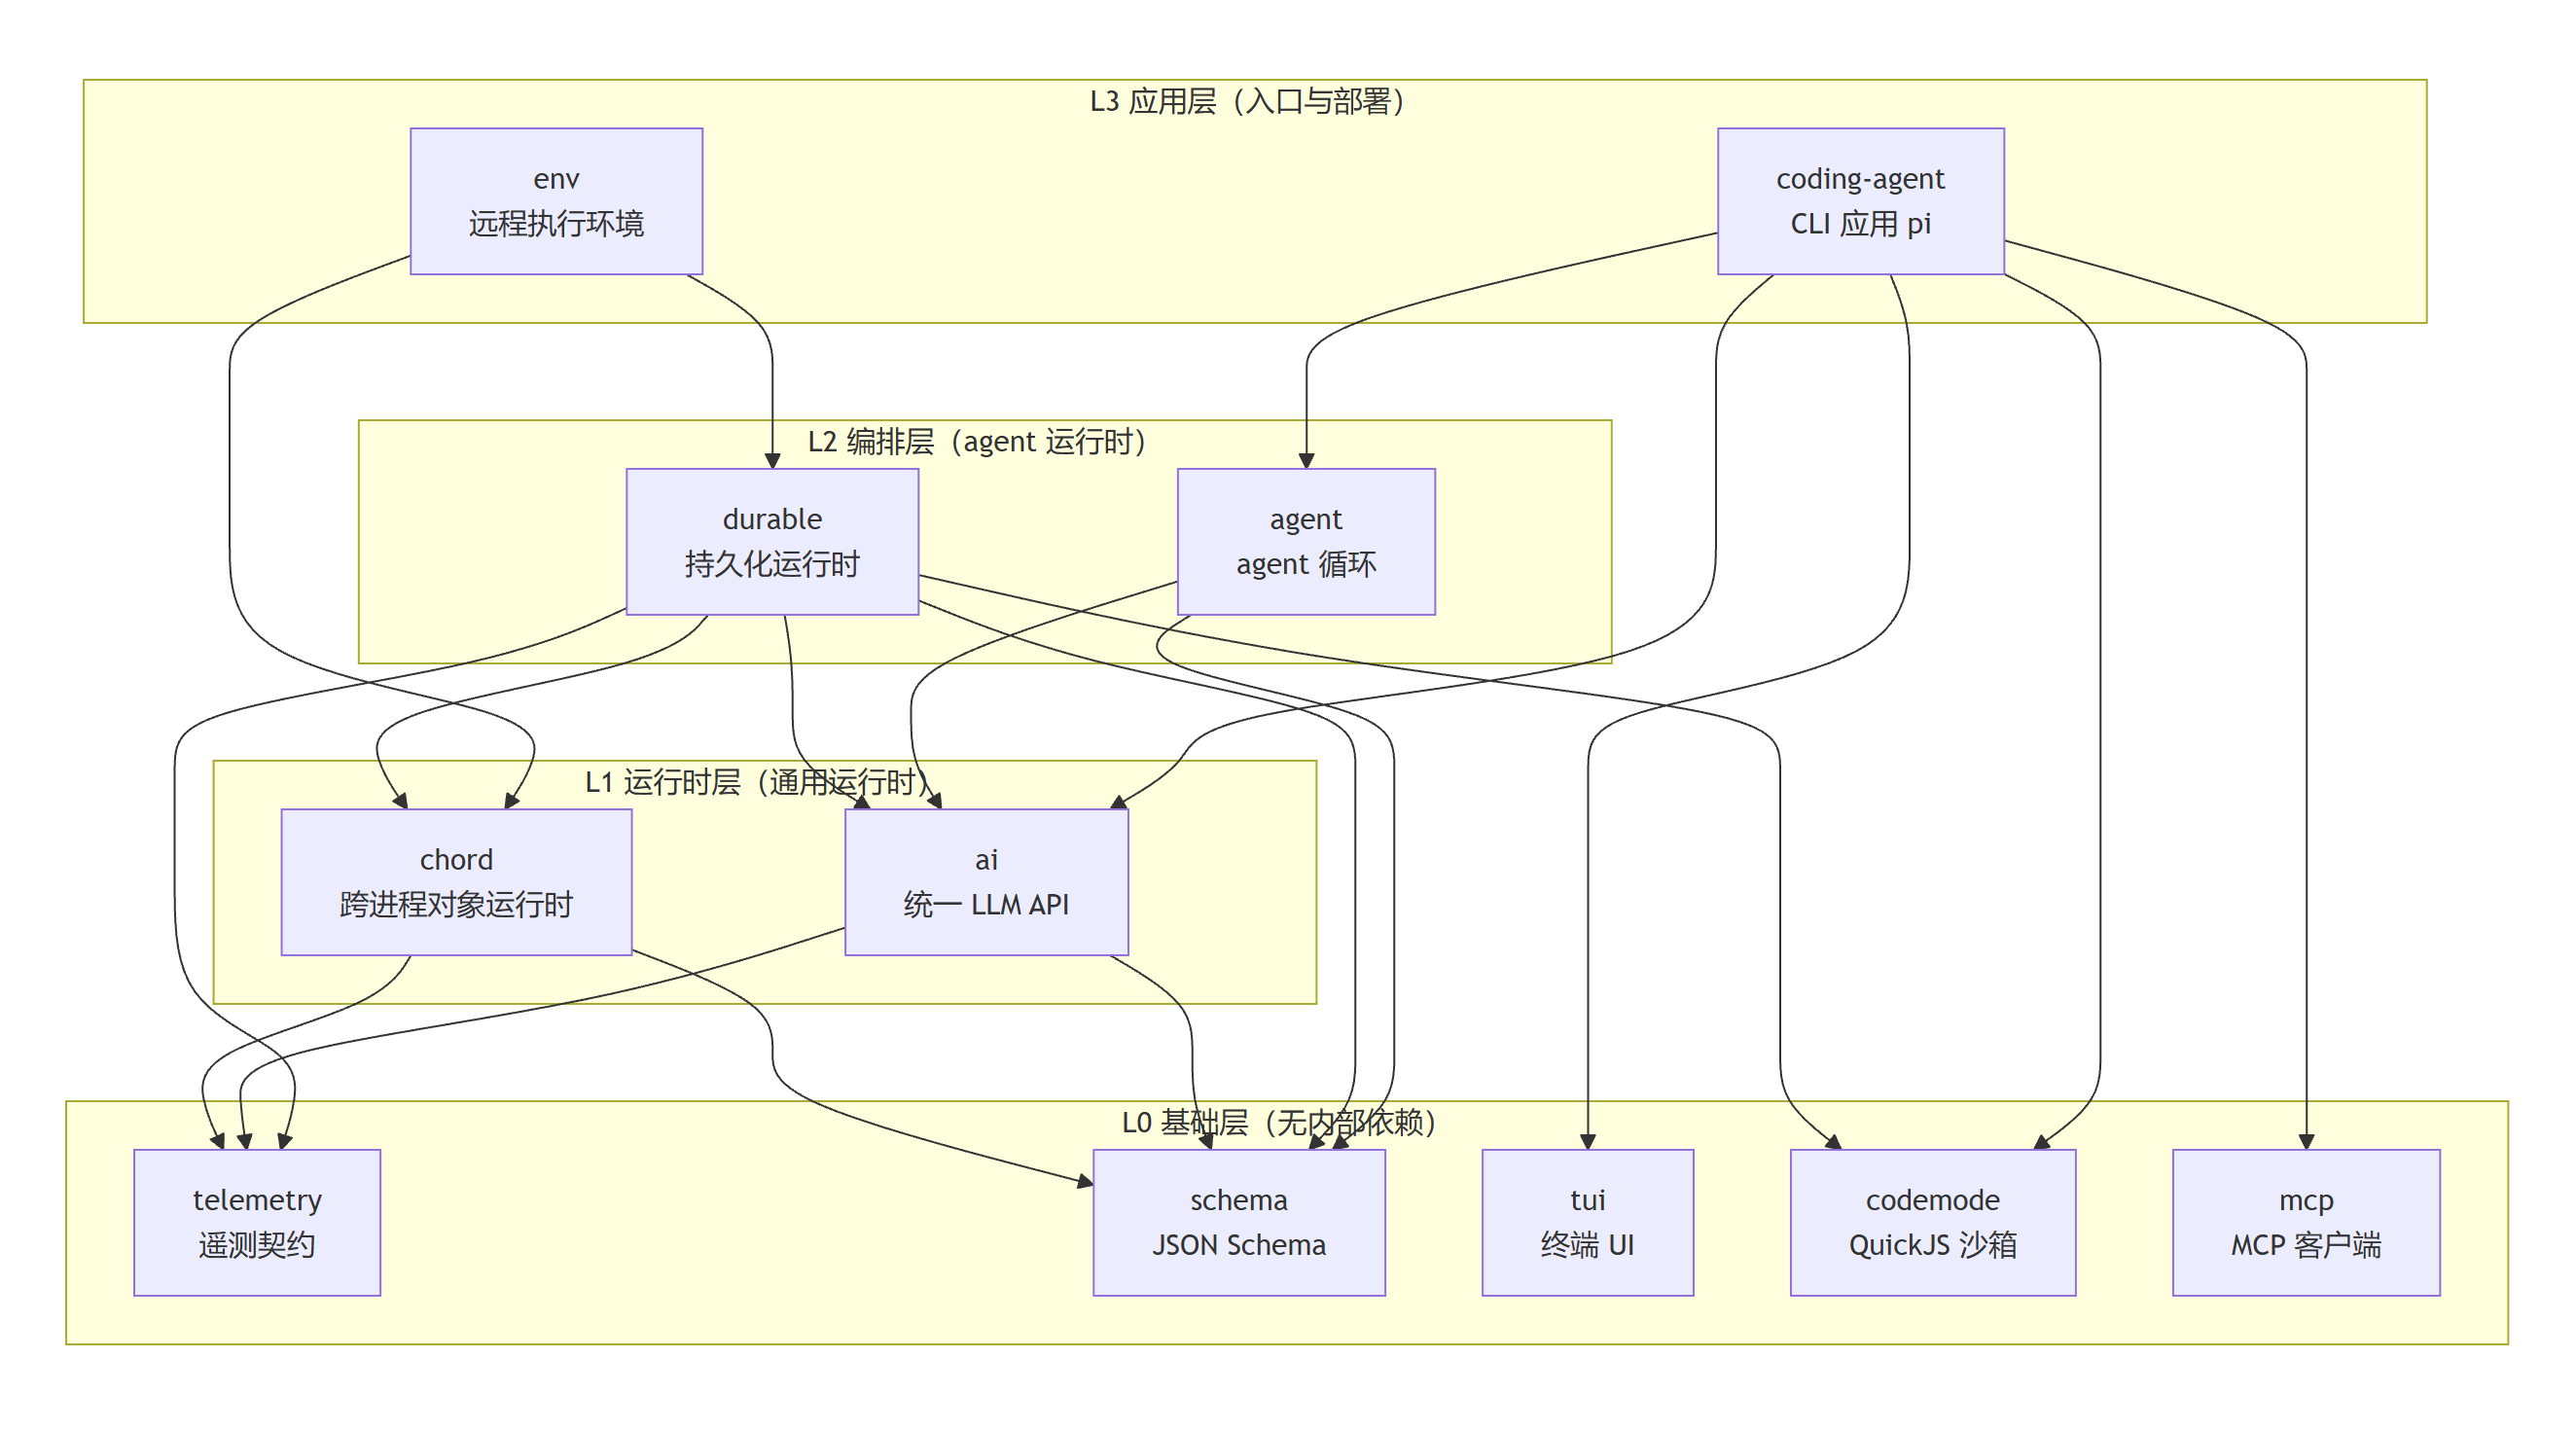 L3 应用层（入口与部署）
env
远程执行环境
coding-agent
CLI 应用 pi
L2 编排层（agent 运行时）
durable
持久化运行时
agent
agent 循环
L1 运行时层（通用运行时）
chord
跨进程对象运行时
ai
统一 LLM API
L0 基础层（无内部依赖）
telemetry
遥测契约
schema
JSON Schema
tui
终端 UI
codemode
QuickJS 沙箱
mcp
MCP 客户端